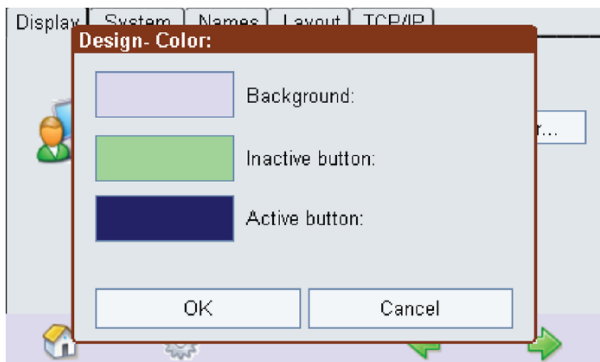 Display System Names Layout TCP/IP
Design- Color:
Background:
r...
Inactive button:
Active button:
OK Cancel